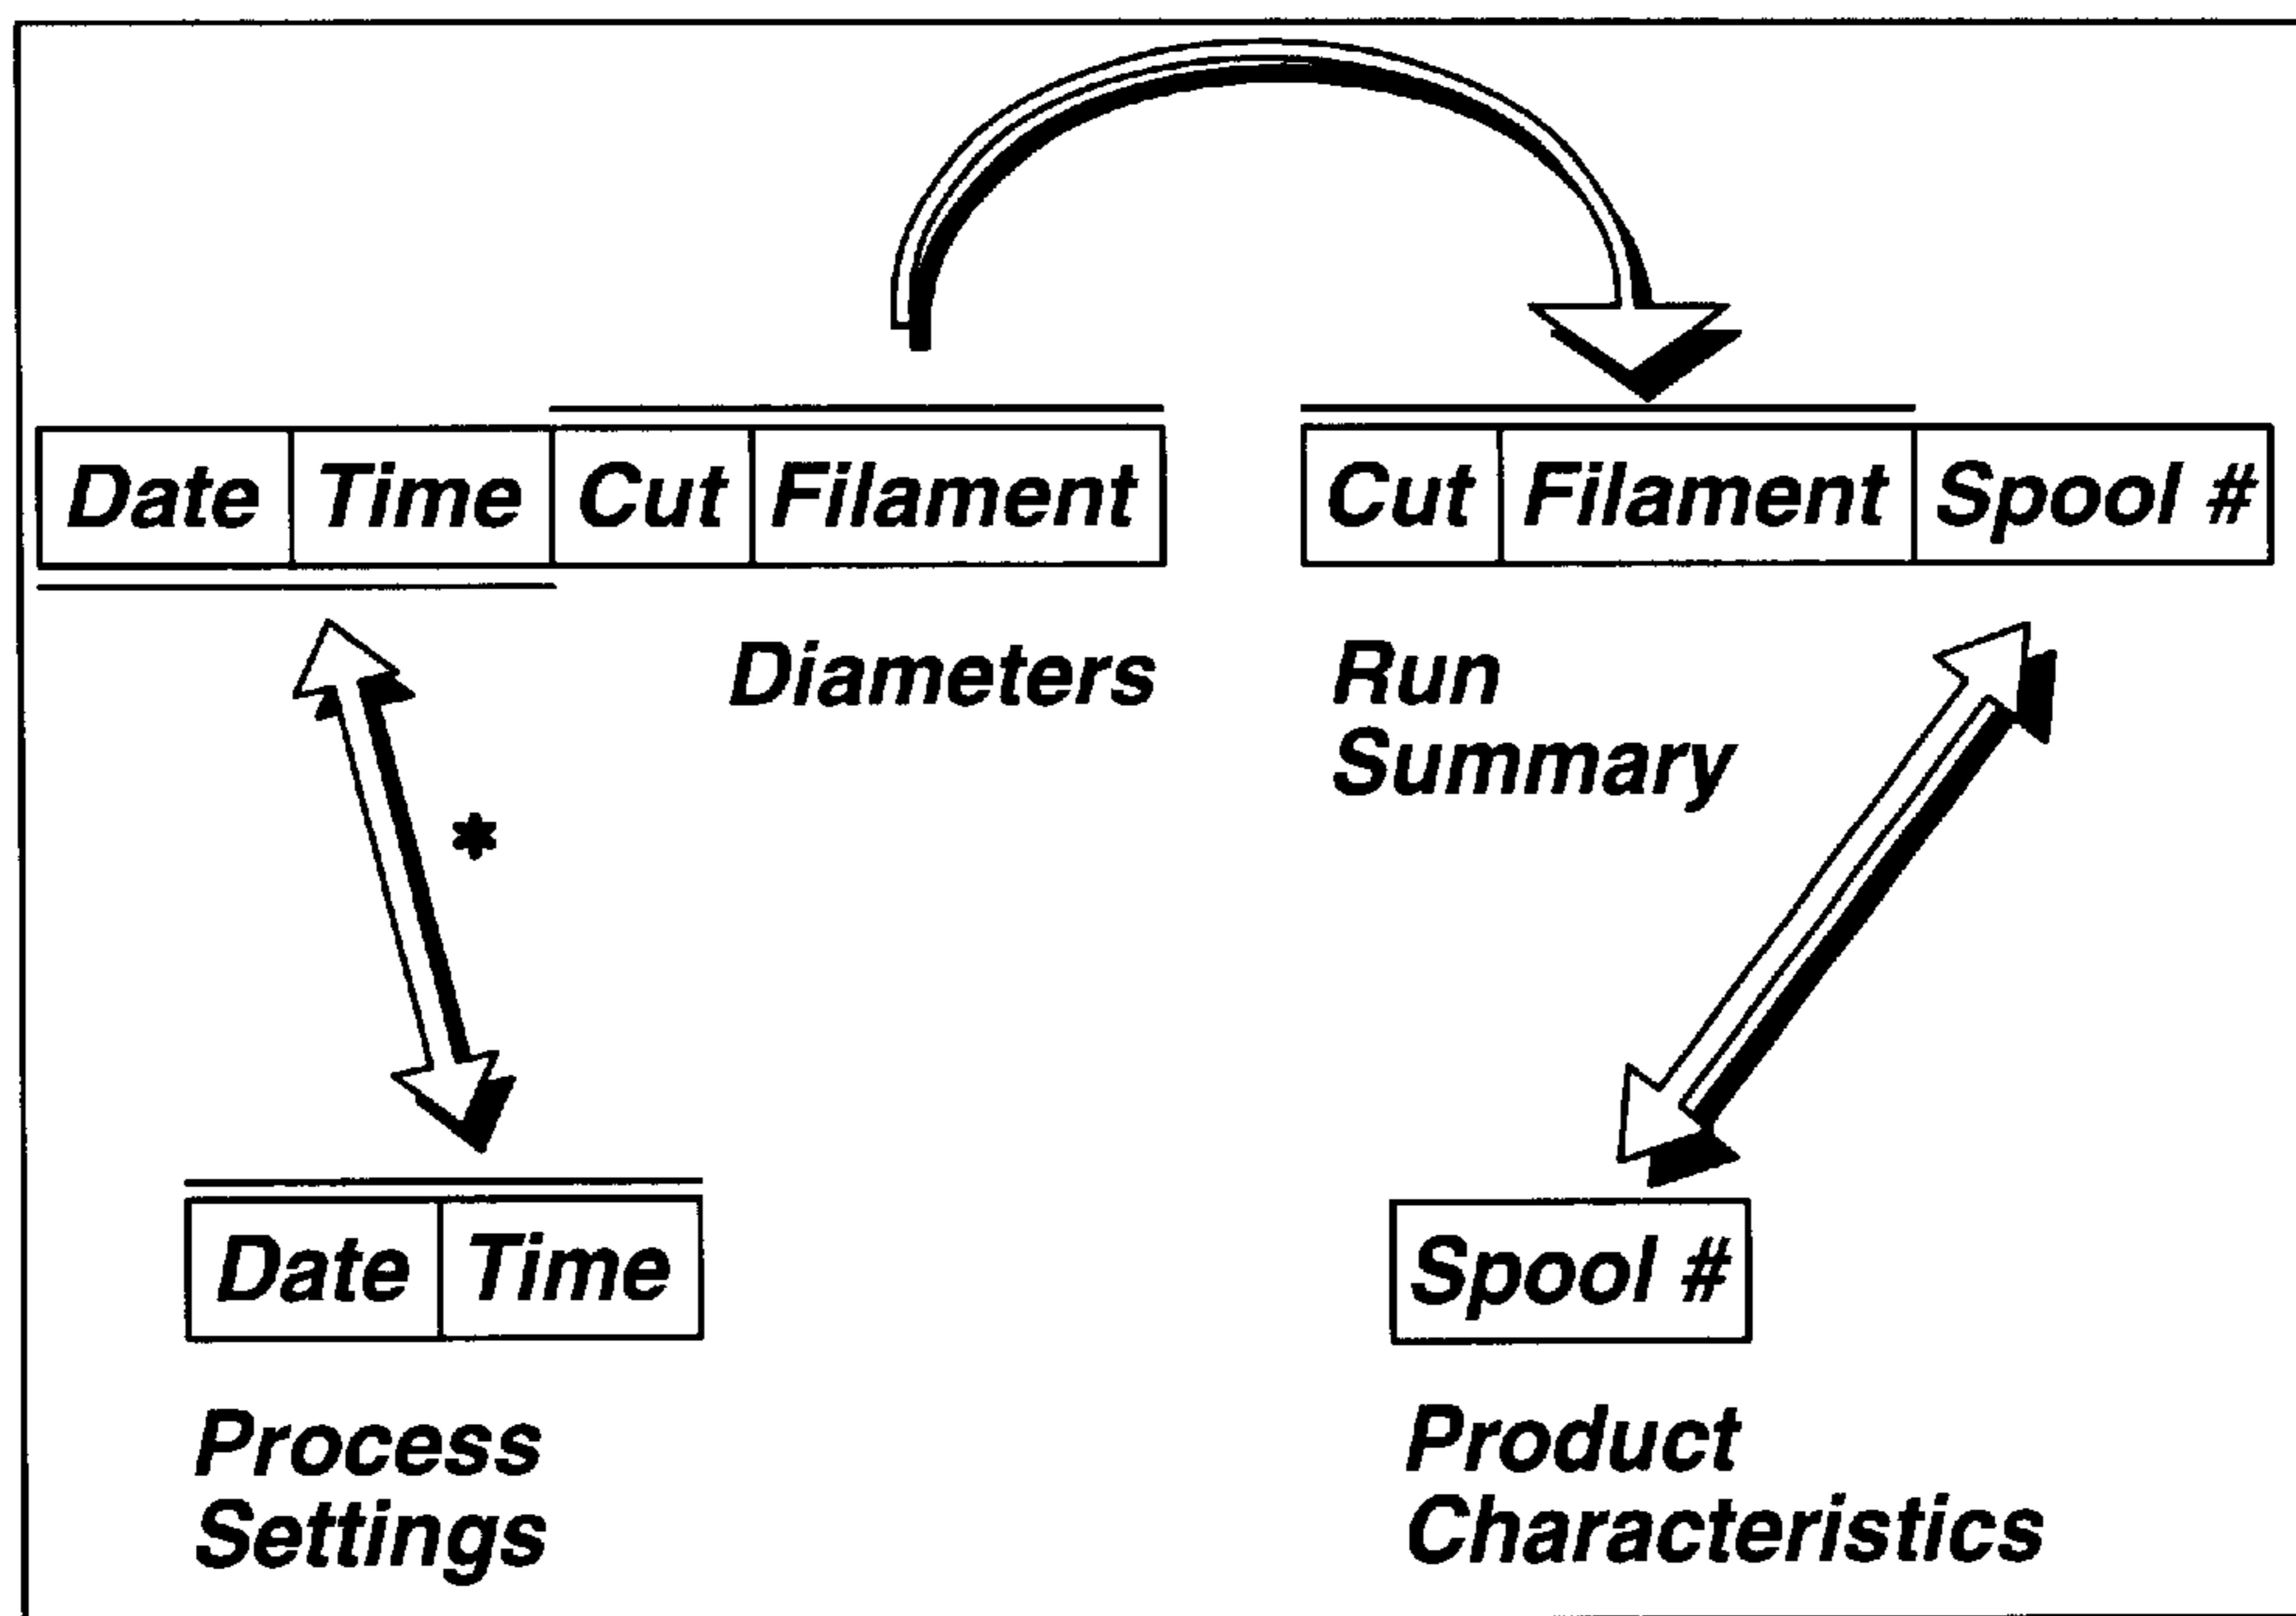 Date Time Cut Filament
Cut Filament Spool #
Diameters
Run
Summary
*
Date Time
Spool #
Process
Settings
Product
Characteristics